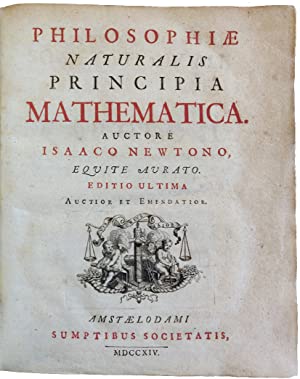 PHILOSOPHIÆ
NATURALIS
PRINCIPIA
MATHEMATICA.
AUCTORE
ISAACO NEWTONO,
EQUITE AURATO.
EDITIO ULTIMA
AUCTIOR ET EMENDATIOR.
AMSTÆLODAMI
SUMPTIBUS SOCIETATIS,
MDCCXIV.